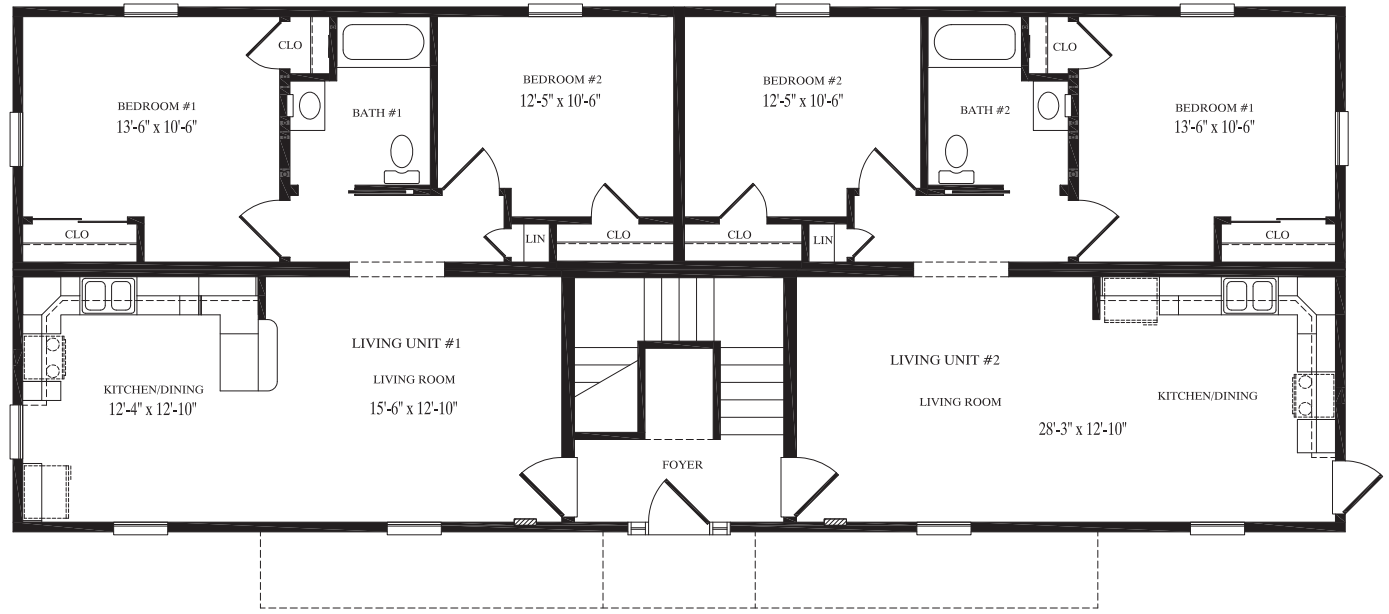 CLO
CLO
BEDROOM #2
12'-5" x 10'-6"
BEDROOM #2
12'-5" x 10'-6"
BEDROOM #1
13'-6" x 10'-6"
BATH #1
BATH #2
BEDROOM #1
13'-6" x 10'-6"
CLO
LIN
CLO
CLO
LIN
CLO
LIVING UNIT #1
LIVING ROOM
15'-6" x 12'-10"
KITCHEN/DINING
12'-4" x 12'-10"
LIVING UNIT #2
LIVING ROOM
KITCHEN/DINING
28'-3" x 12'-10"
FOYER